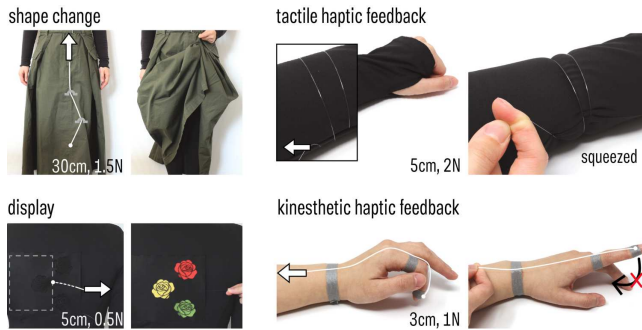 shape change
30cm, 1.5N
tactile haptic feedback
5cm, 2N
squeezed
display
5cm, 0.5N
kinesthetic haptic feedback
3cm, 1N